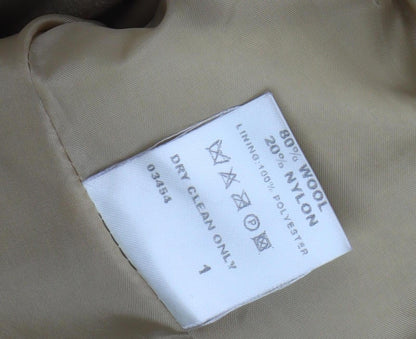 80% WOOL
20% NYLON
LINING:100% POLYESTER
P
DRY CLEAN ONLY
03454 1